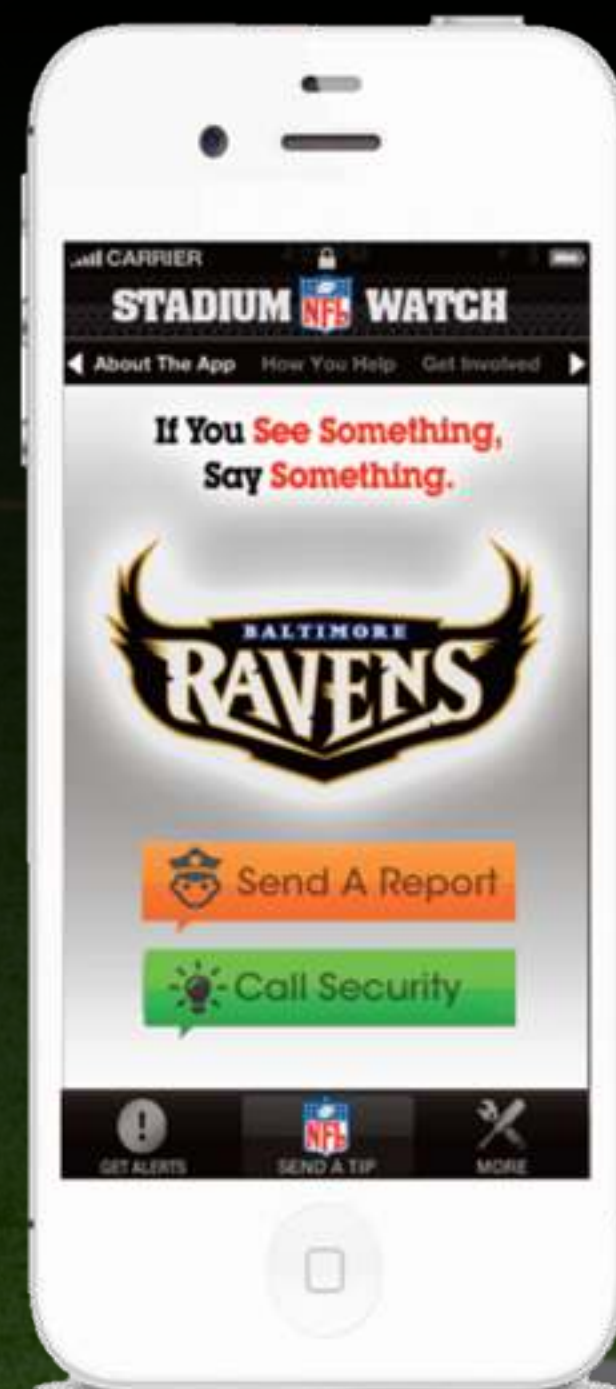 CARRIER
STADIUM NFL WATCH
About The App How You Help Get Involved
If You See Something,
Say Something.
BALTIMORE
RAVENS
Send A Report
Call Security
GET ALERTS
NFL
SEND A TIP
MORE